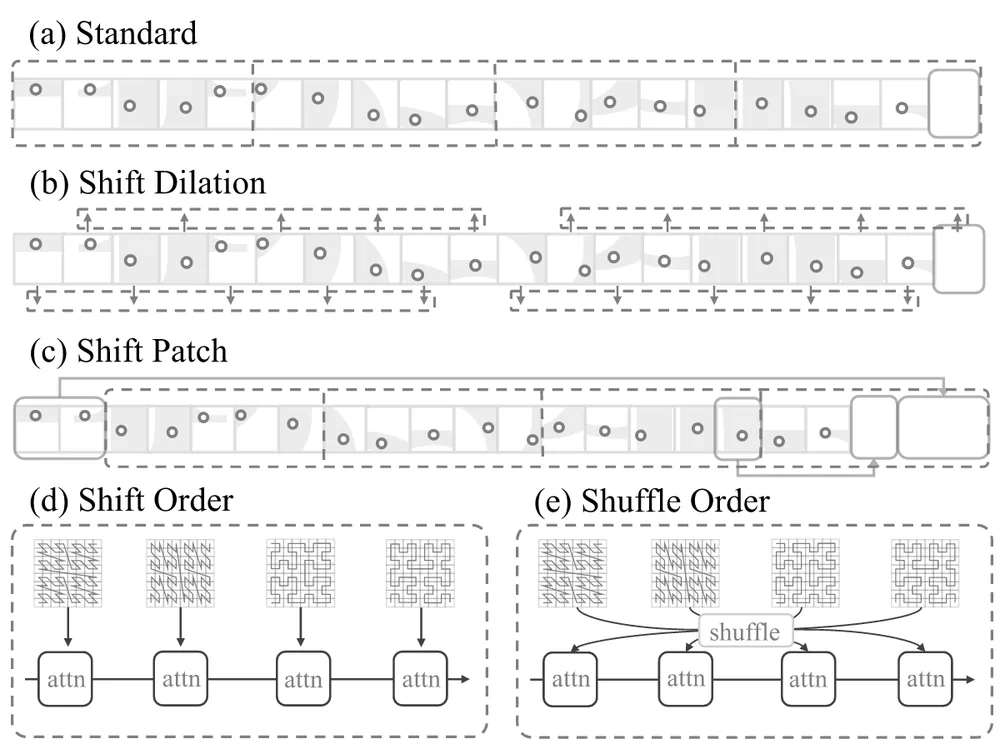 (a) Standard
(b) Shift Dilation
(c) Shift Patch
(d) Shift Order
(e) Shuffle Order
shuffle
attn attn attn attn
attn attn attn attn